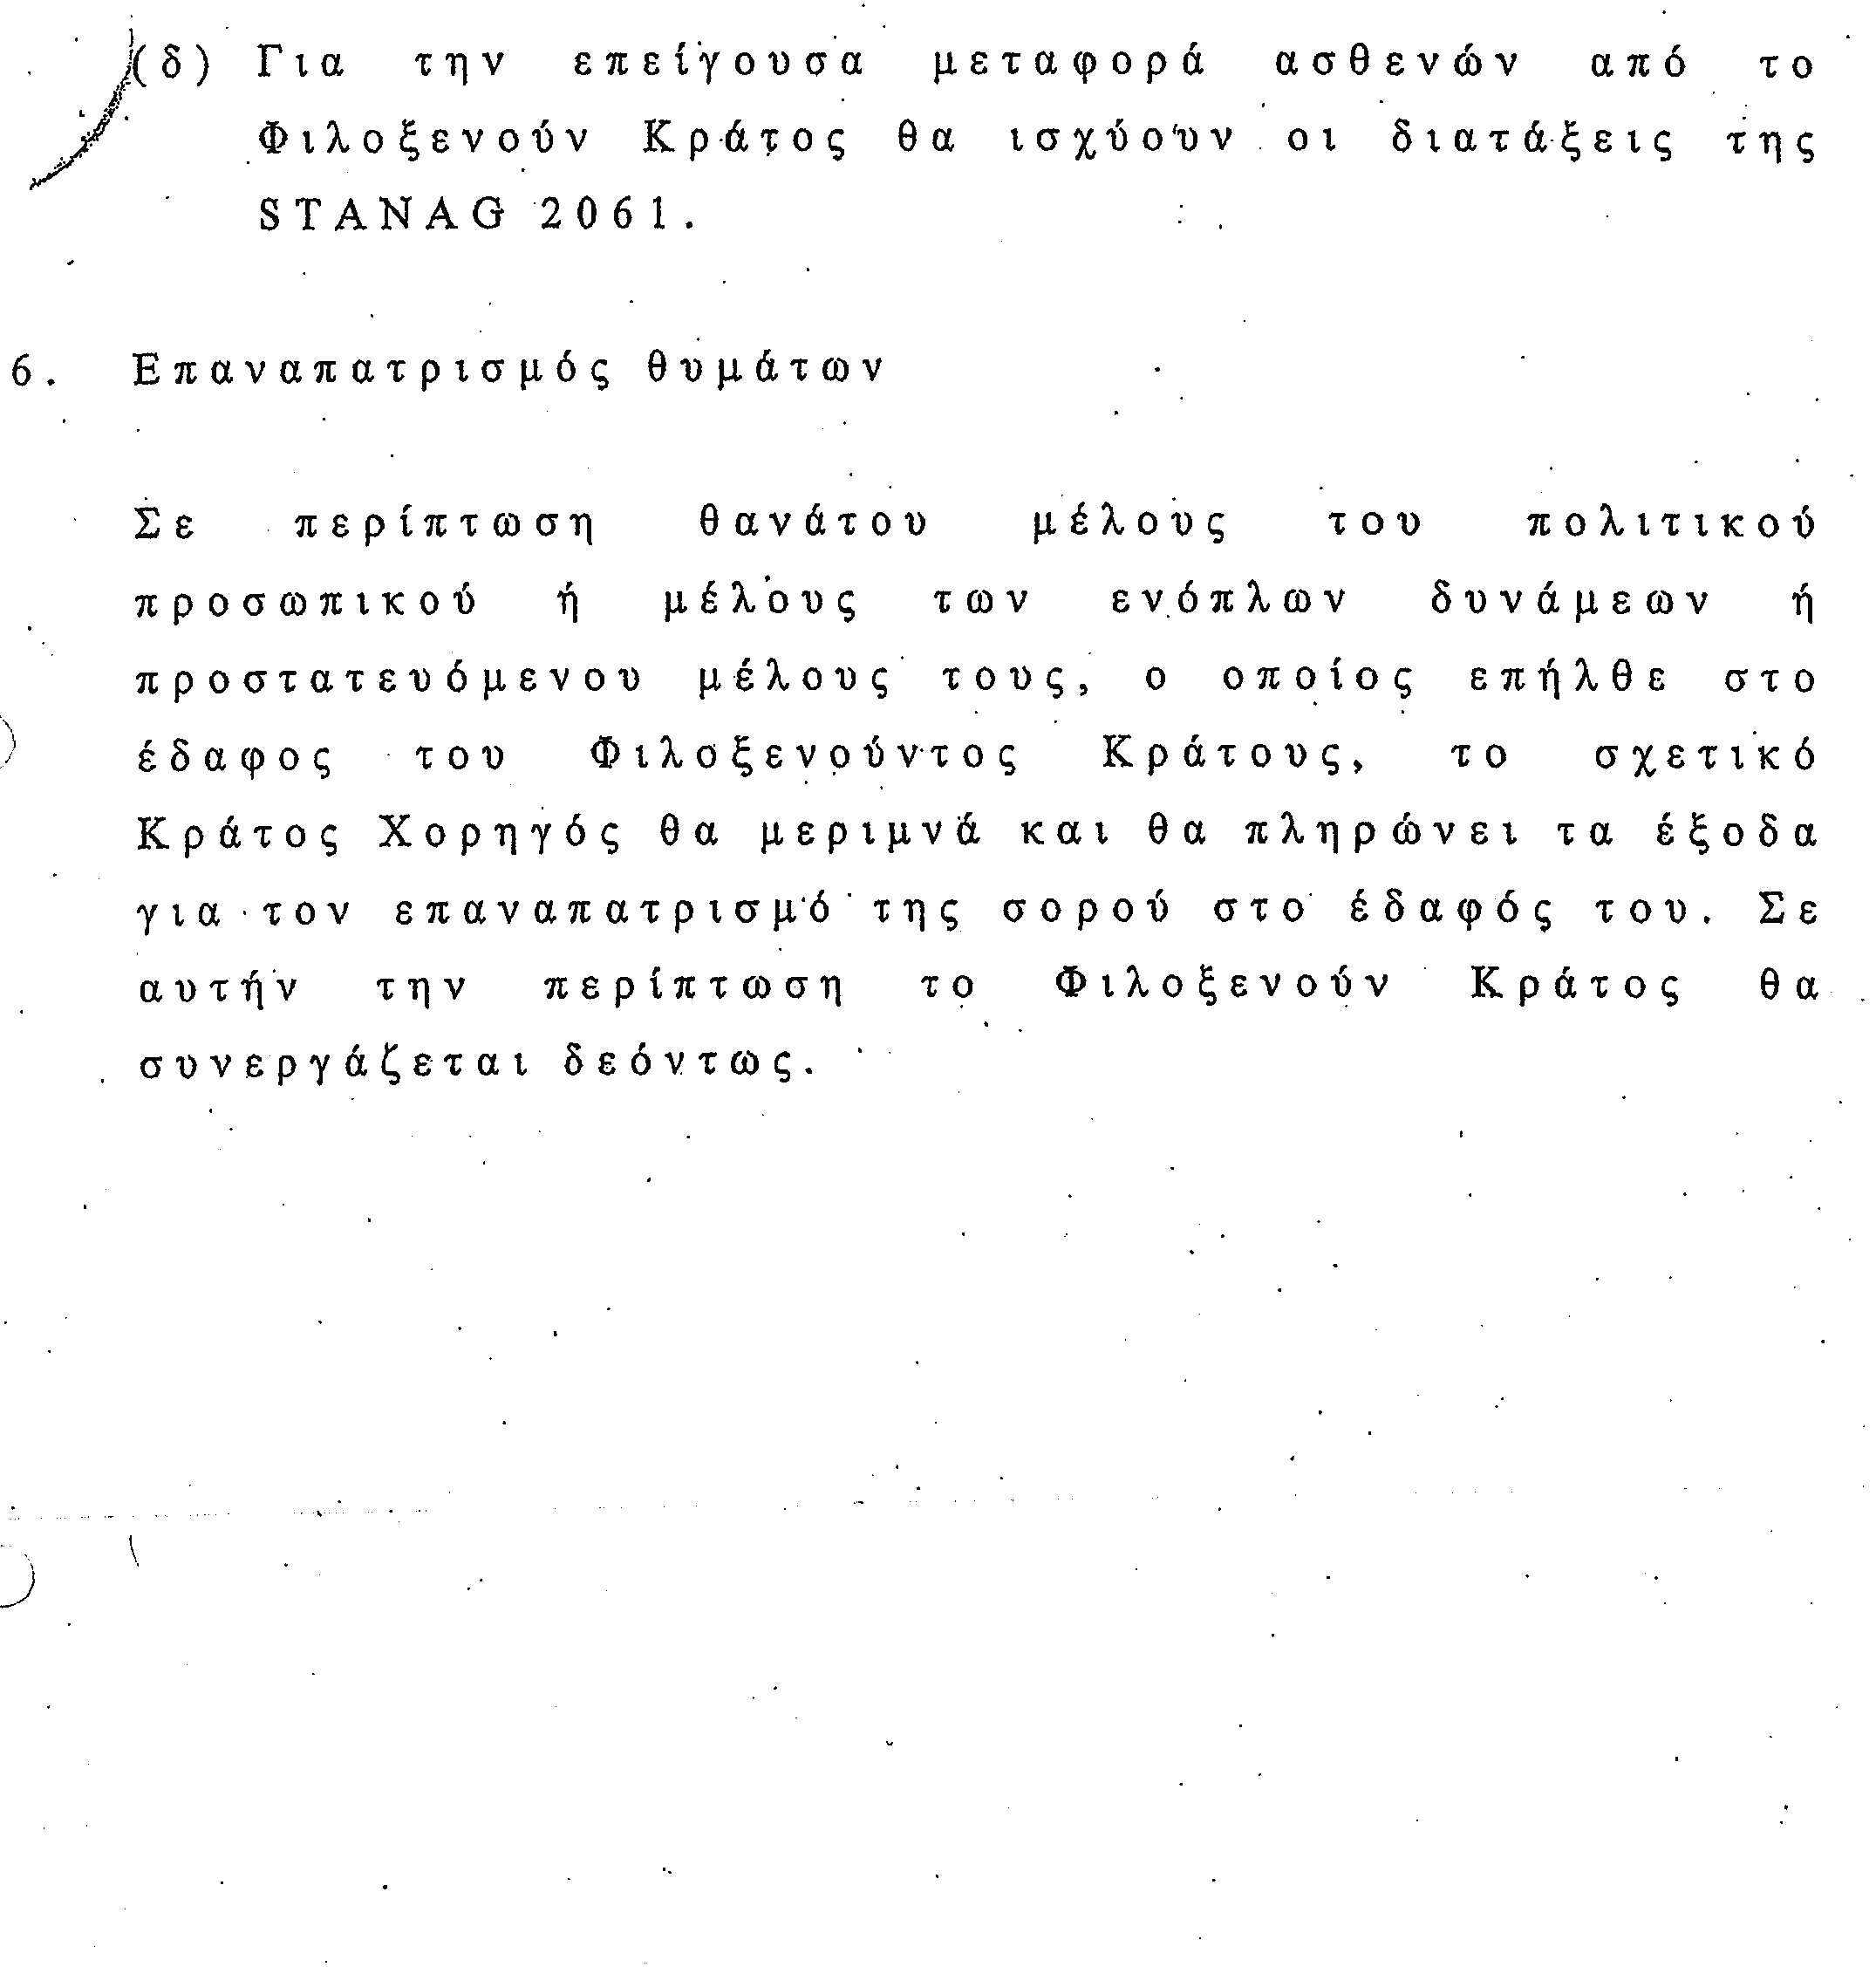 (δ) Για την επείγουσα μεταφορά ασθενών από το
Φιλοξενούν Κράτος θα ισχύουν οι διατάξεις της
STANAG 2061.
6. Επαναπατρισμός θυμάτων
Σε περίπτωση θανάτου μέλους του πολιτικού
προσωπικού ή μέλους των ενόπλων δυνάμεων ή
προστατευόμενου μέλους τους, ο οποίος επήλθε στο
έδαφος του Φιλοξενούντος Κράτους, το σχετικό
Κράτος Χορηγός θα μεριμνά και θα πληρώνει τα έξοδα
για τον επαναπατρισμό της σορού στο έδαφός του. Σε
αυτήν την περίπτωση το Φιλοξενούν Κράτος θα
συνεργάζεται δεόντως.